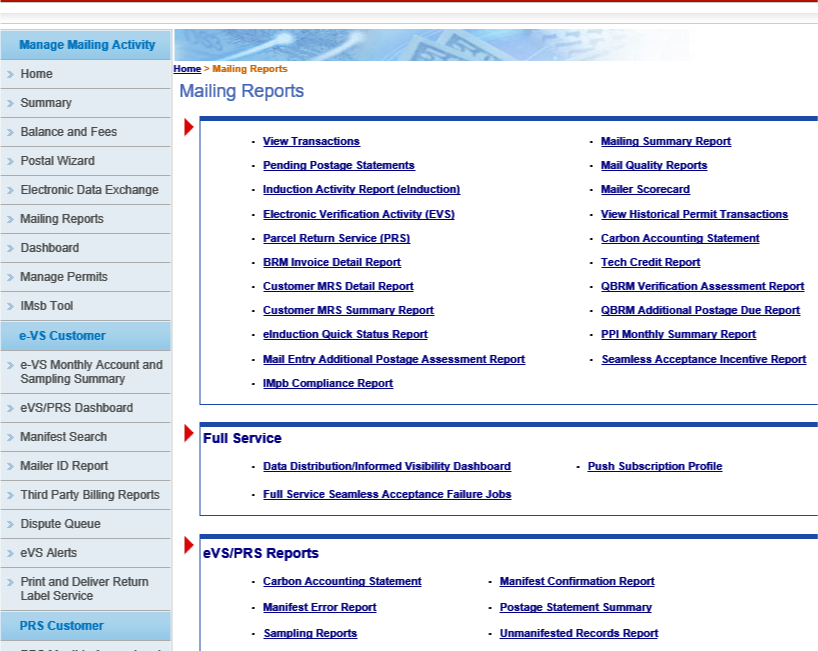 Manage Mailing Activity
Home
Summary
Balance and Fees
Postal Wizard
Electronic Data Exchange
Mailing Reports
Dashboard
Manage Permits
IMsb Tool
e-VS Customer
e-VS Monthly Account and
Sampling Summary
eVS/PRS Dashboard
Manifest Search
Mailer ID Report
Third Party Billing Reports
Dispute Queue
eVS Alerts
Print and Deliver Return
Label Service
PRS Customer
Home > Mailing Reports
Mailing Reports
- View Transactions
- Pending Postage Statements
- Induction Activity Report (eInduction)
- Electronic Verification Activity (EVS)
- Parcel Return Service (PRS)
- BRM Invoice Detail Report
- Customer MRS Detail Report
- Customer MRS Summary Report
- eInduction Quick Status Report
- Mail Entry Additional Postage Assessment Report
- IMpb Compliance Report
- Mailing Summary Report
- Mail Quality Reports
- Mailer Scorecard
- View Historical Permit Transactions
- Carbon Accounting Statement
- Tech Credit Report
- QBRM Verification Assessment Report
- QBRM Additional Postage Due Report
- PPI Monthly Summary Report
- Seamless Acceptance Incentive Report
Full Service
- Data Distribution/Informed Visibility Dashboard
- Full Service Seamless Acceptance Failure Jobs
- Push Subscription Profile
eVS/PRS Reports
- Carbon Accounting Statement
- Manifest Error Report
- Sampling Reports
- Manifest Confirmation Report
- Postage Statement Summary
- Unmanifested Records Report